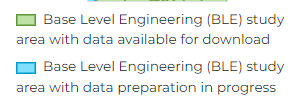 Base Level Engineering (BLE) study
area with data available for download
Base Level Engineering (BLE) study
area with data preparation in progress